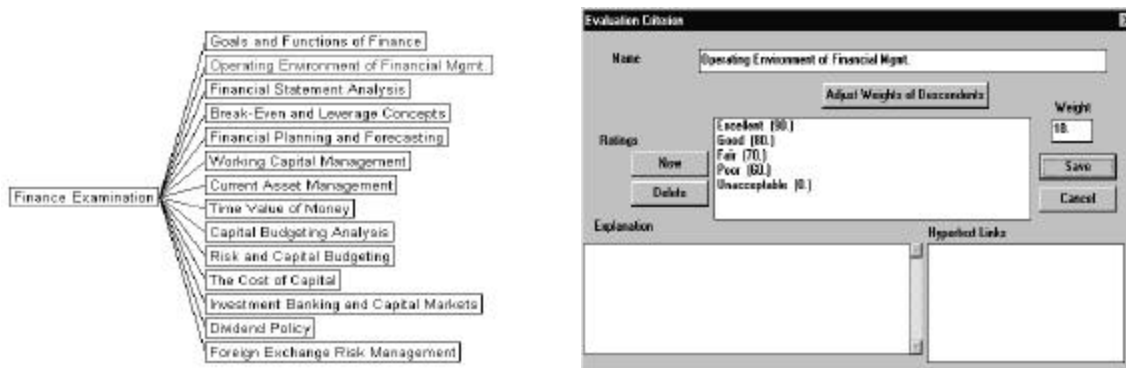 Goals and Functions of Finance
Operating Environment of Financial Mgmt.
Financial Statement Analysis
Break-Even and Leverage Concepts
Financial Planning and Forecasting
Working Capital Management
Current Asset Management
Finance Examination
Time Value of Money
Capital Budgeting Analysis
Risk and Capital Budgeting
The Cost of Capital
Investment Banking and Capital Markets
Dividend Policy
Foreign Exchange Risk Management
Evaluation Criterion
Name
Operating Environment of Financial Mgmt.
Adjust Weights of Descendents
Weight
10.
Ratings
New
Delete
Excellent (90.)
Good (80.)
Fair (70.)
Poor (60.)
Unacceptable (0.)
Save
Cancel
Explanation
Hypertext Links